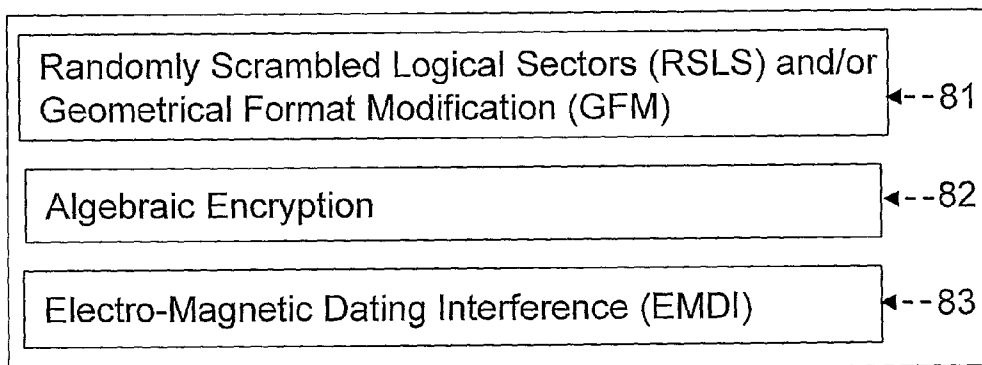 Randomly Scrambled Logical Sectors (RSLS) and/or
Geometrical Format Modification (GFM)
81
Algebraic Encryption
82
Electro-Magnetic Dating Interference (EMDI)
83